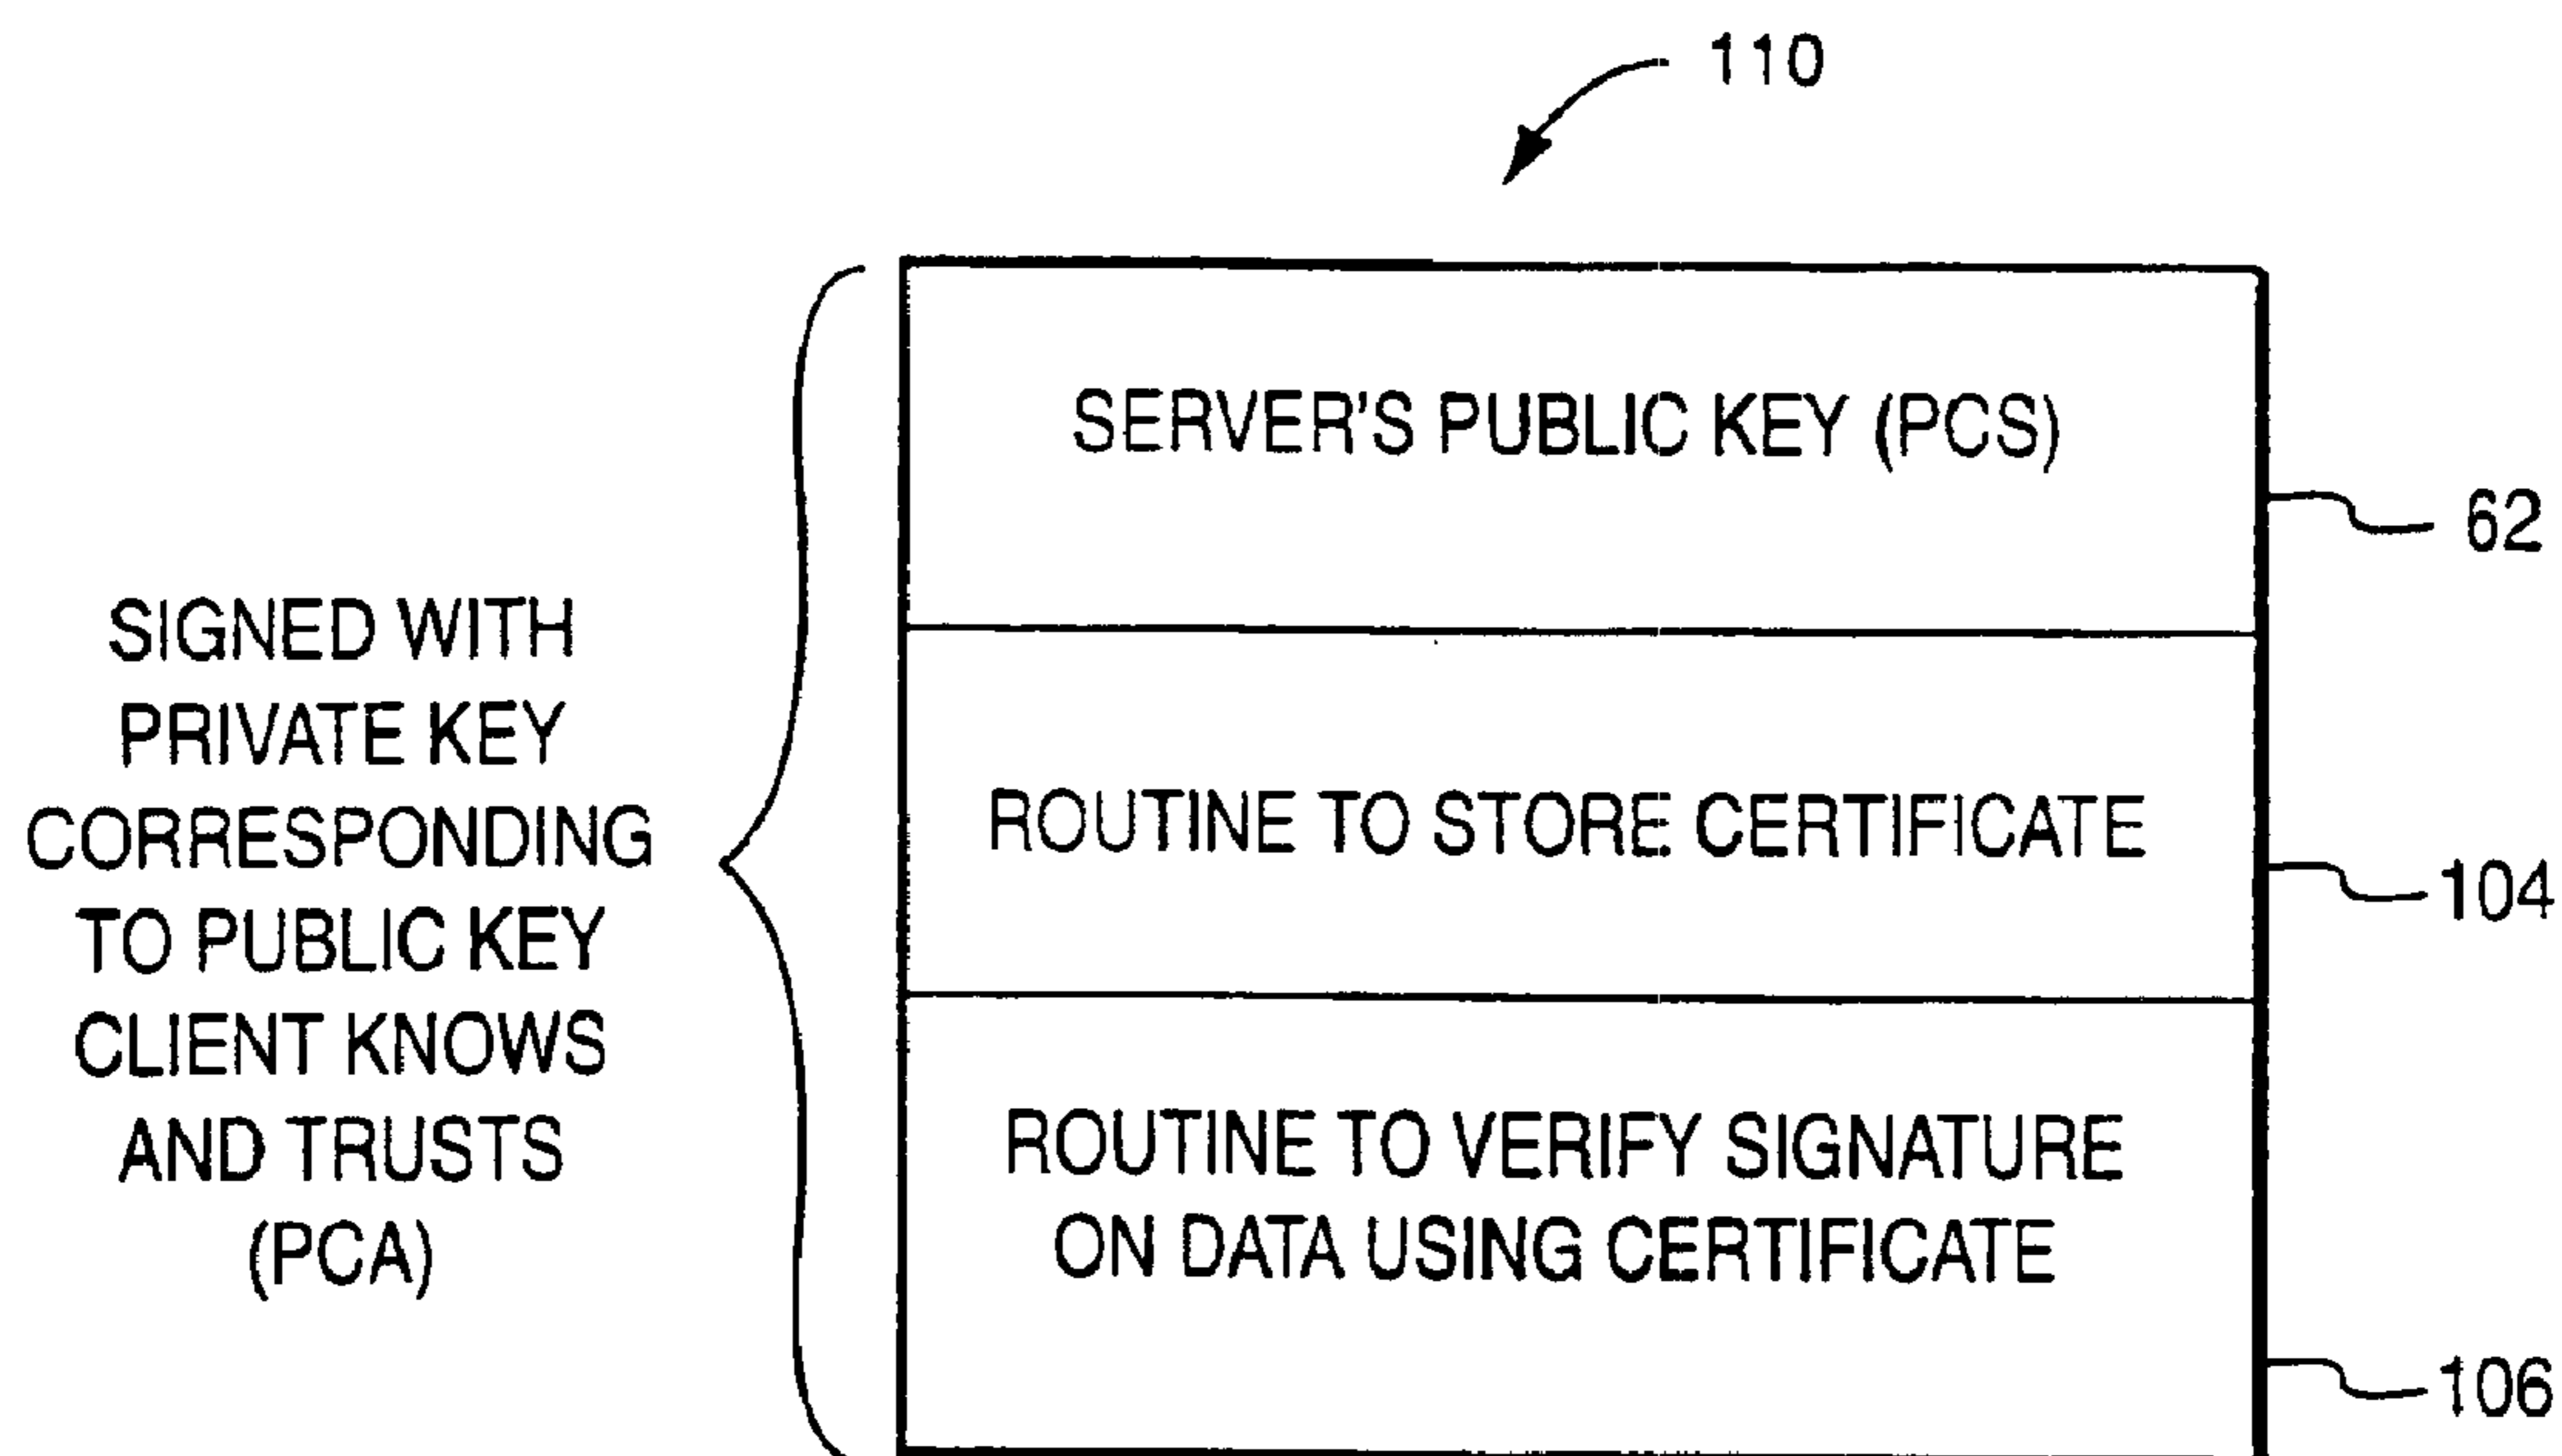 110
SERVER'S PUBLIC KEY (PCS)
62
SIGNED WITH
PRIVATE KEY
CORRESPONDING
TO PUBLIC KEY
CLIENT KNOWS
AND TRUSTS
(PCA)
ROUTINE TO STORE CERTIFICATE
104
ROUTINE TO VERIFY SIGNATURE
ON DATA USING CERTIFICATE
106